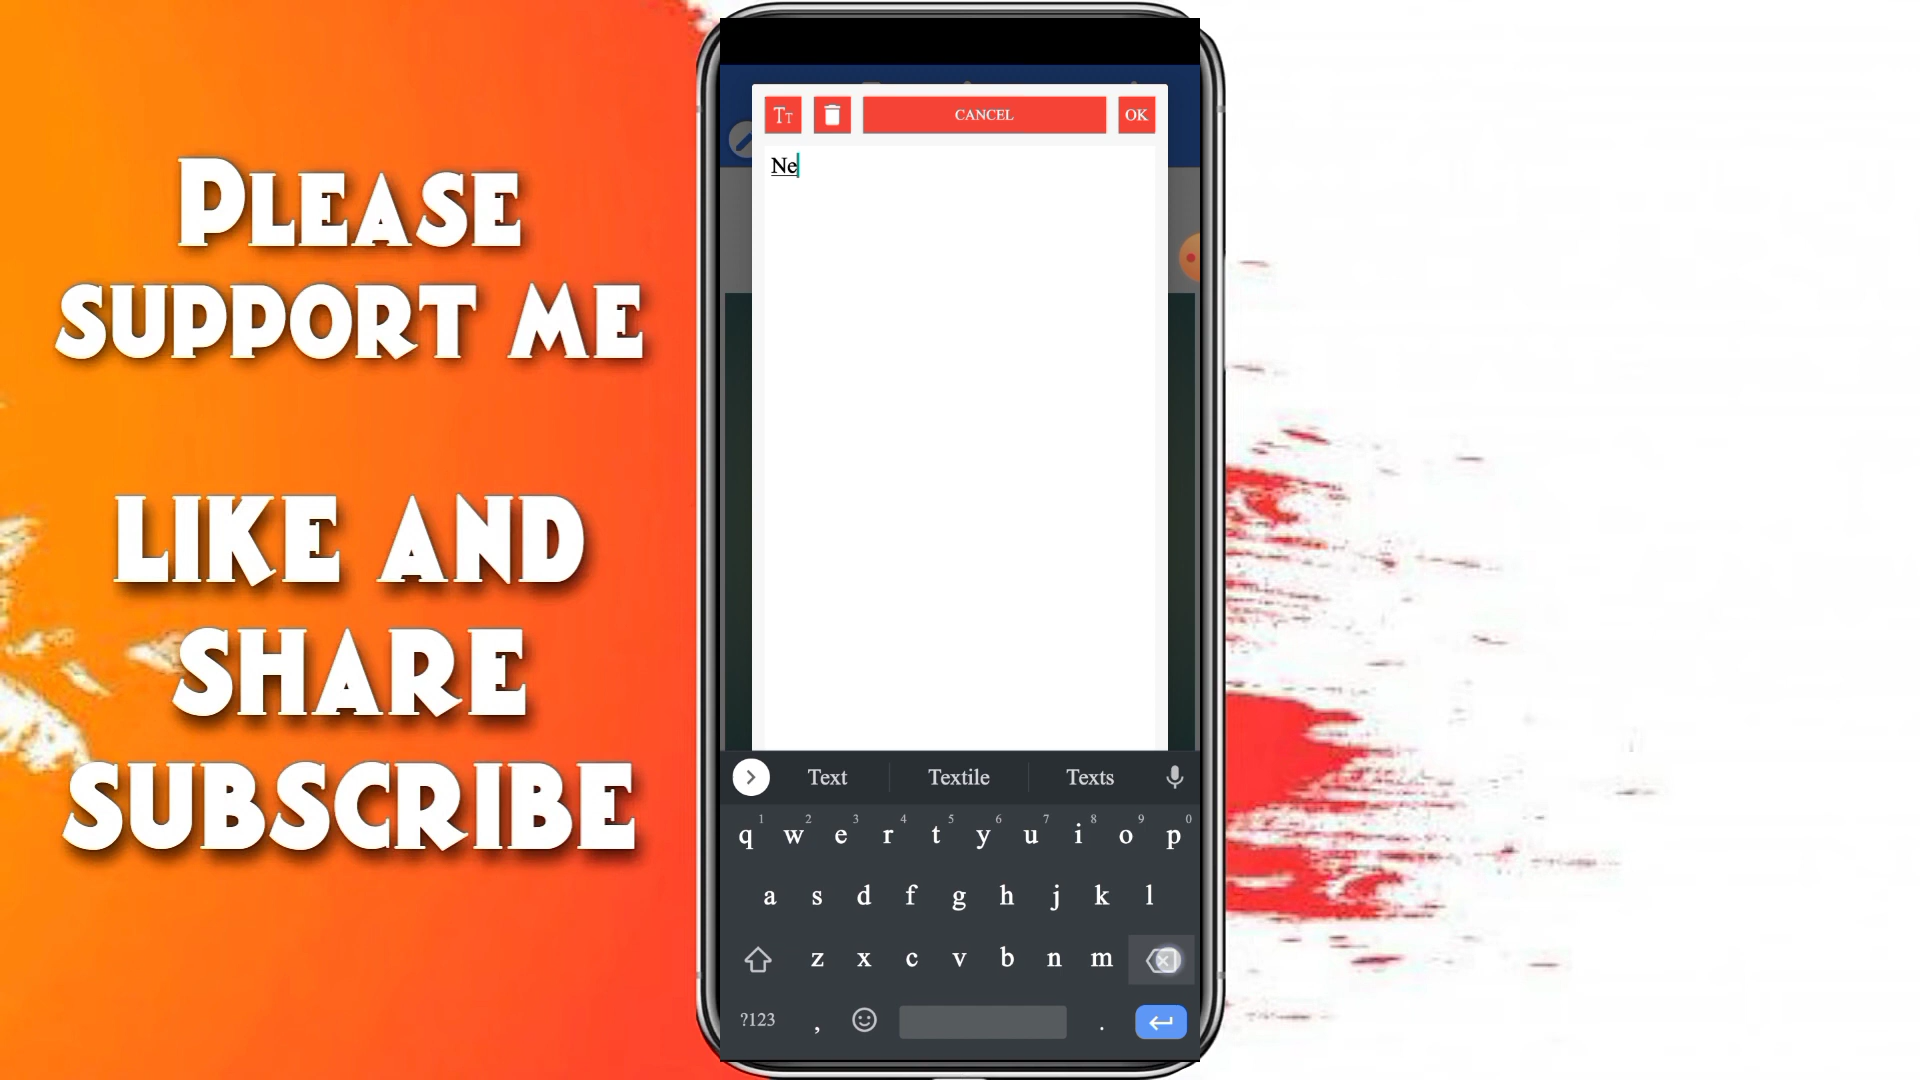 PLEASE
SUPPORT ME
LIKE AND
SHARE
SUBSCRIBE
TT CANCEL OK
Ne
Text Textile Texts
1 2 3 4 5 6 7 8 9 0
q w e r t y u i o p
a s d f g h j k l
z x c v b n m
?123 , .